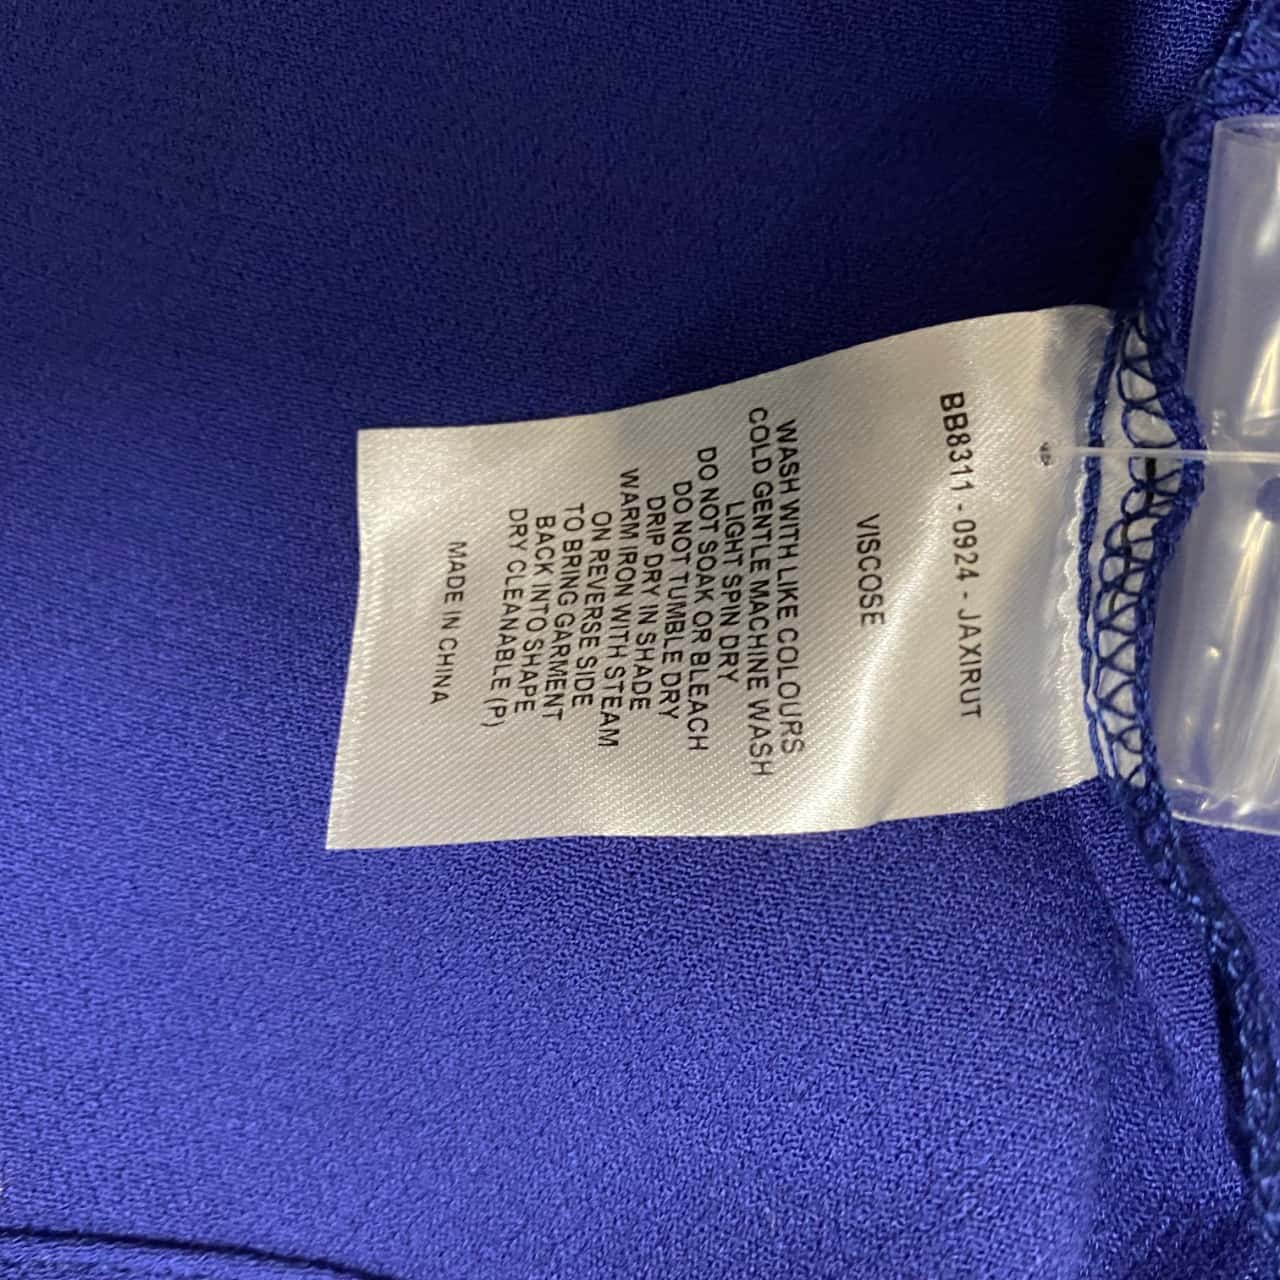 BB8311 - 0924 - JAXIRUT
VISCOSE
WASH WITH LIKE COLOURS
COLD GENTLE MACHINE WASH
LIGHT SPIN DRY
DO NOT SOAK OR BLEACH
DO NOT TUMBLE DRY
DRIP DRY IN SHADE
WARM IRON WITH STEAM
ON REVERSE SIDE
TO BRING GARMENT
BACK INTO SHAPE
DRY CLEANABLE (P)
MADE IN CHINA